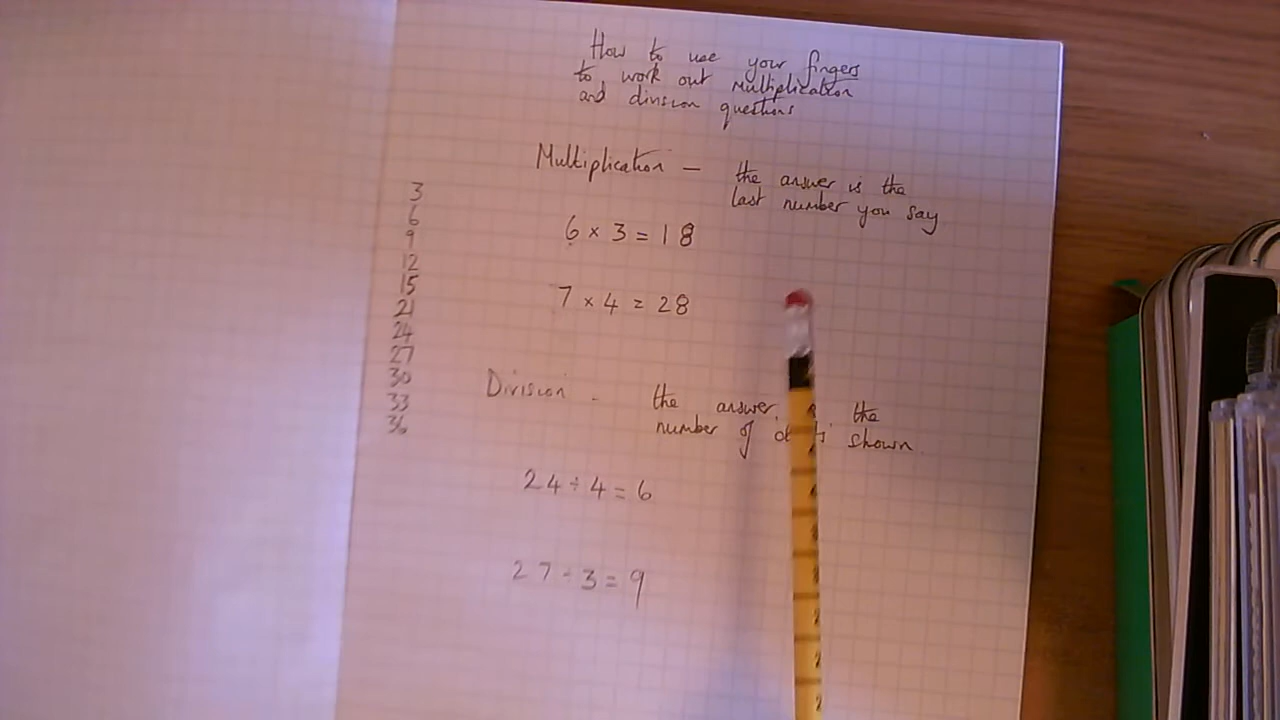 How to use your fingers
to work out Multiplication
and division questions
Multiplication — the answer is the
last number you say
6 × 3 = 18
7 × 4 = 28
Division - the answer the
number of shown.
24 ÷ 4 = 6
27 ÷ 3 = 9
3
6
9
12
15
21
24
27
30
33
36